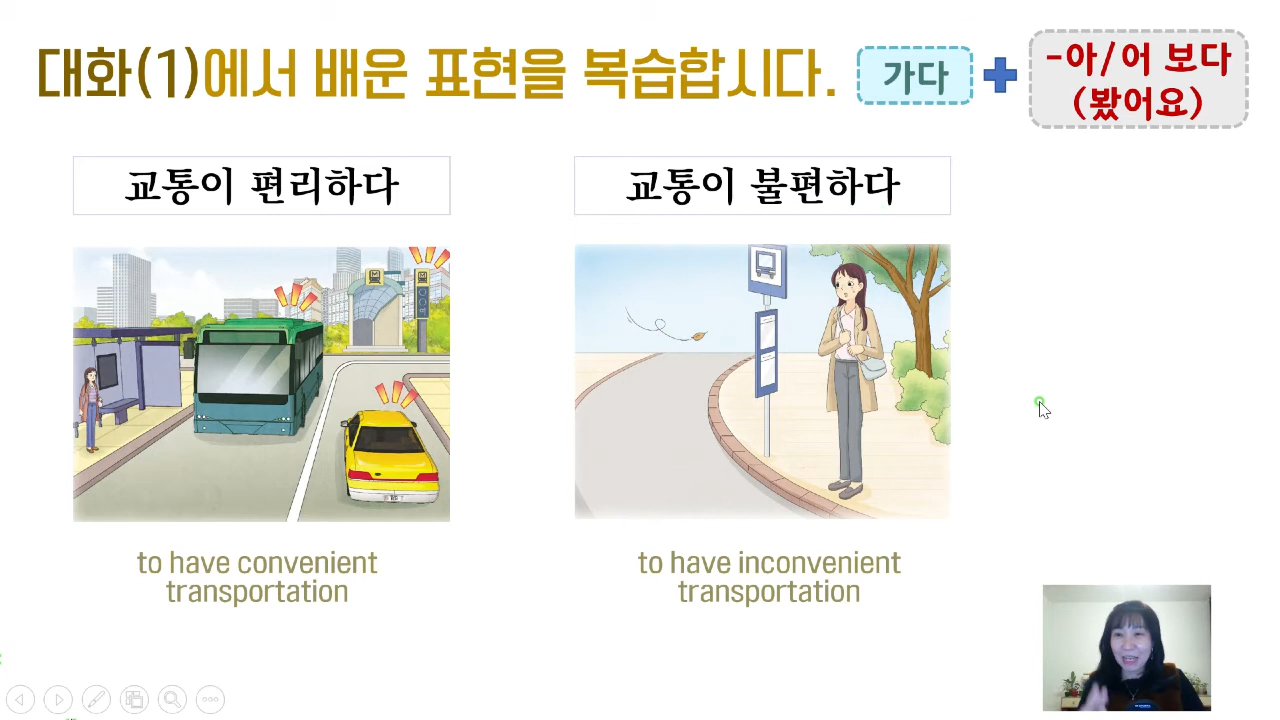 대화(1)에서 배운 표현을 복습합시다.
가다
-아/어 보다
(봤어요)
교통이 편리하다
교통이 불편하다
to have convenient
transportation
to have inconvenient
transportation